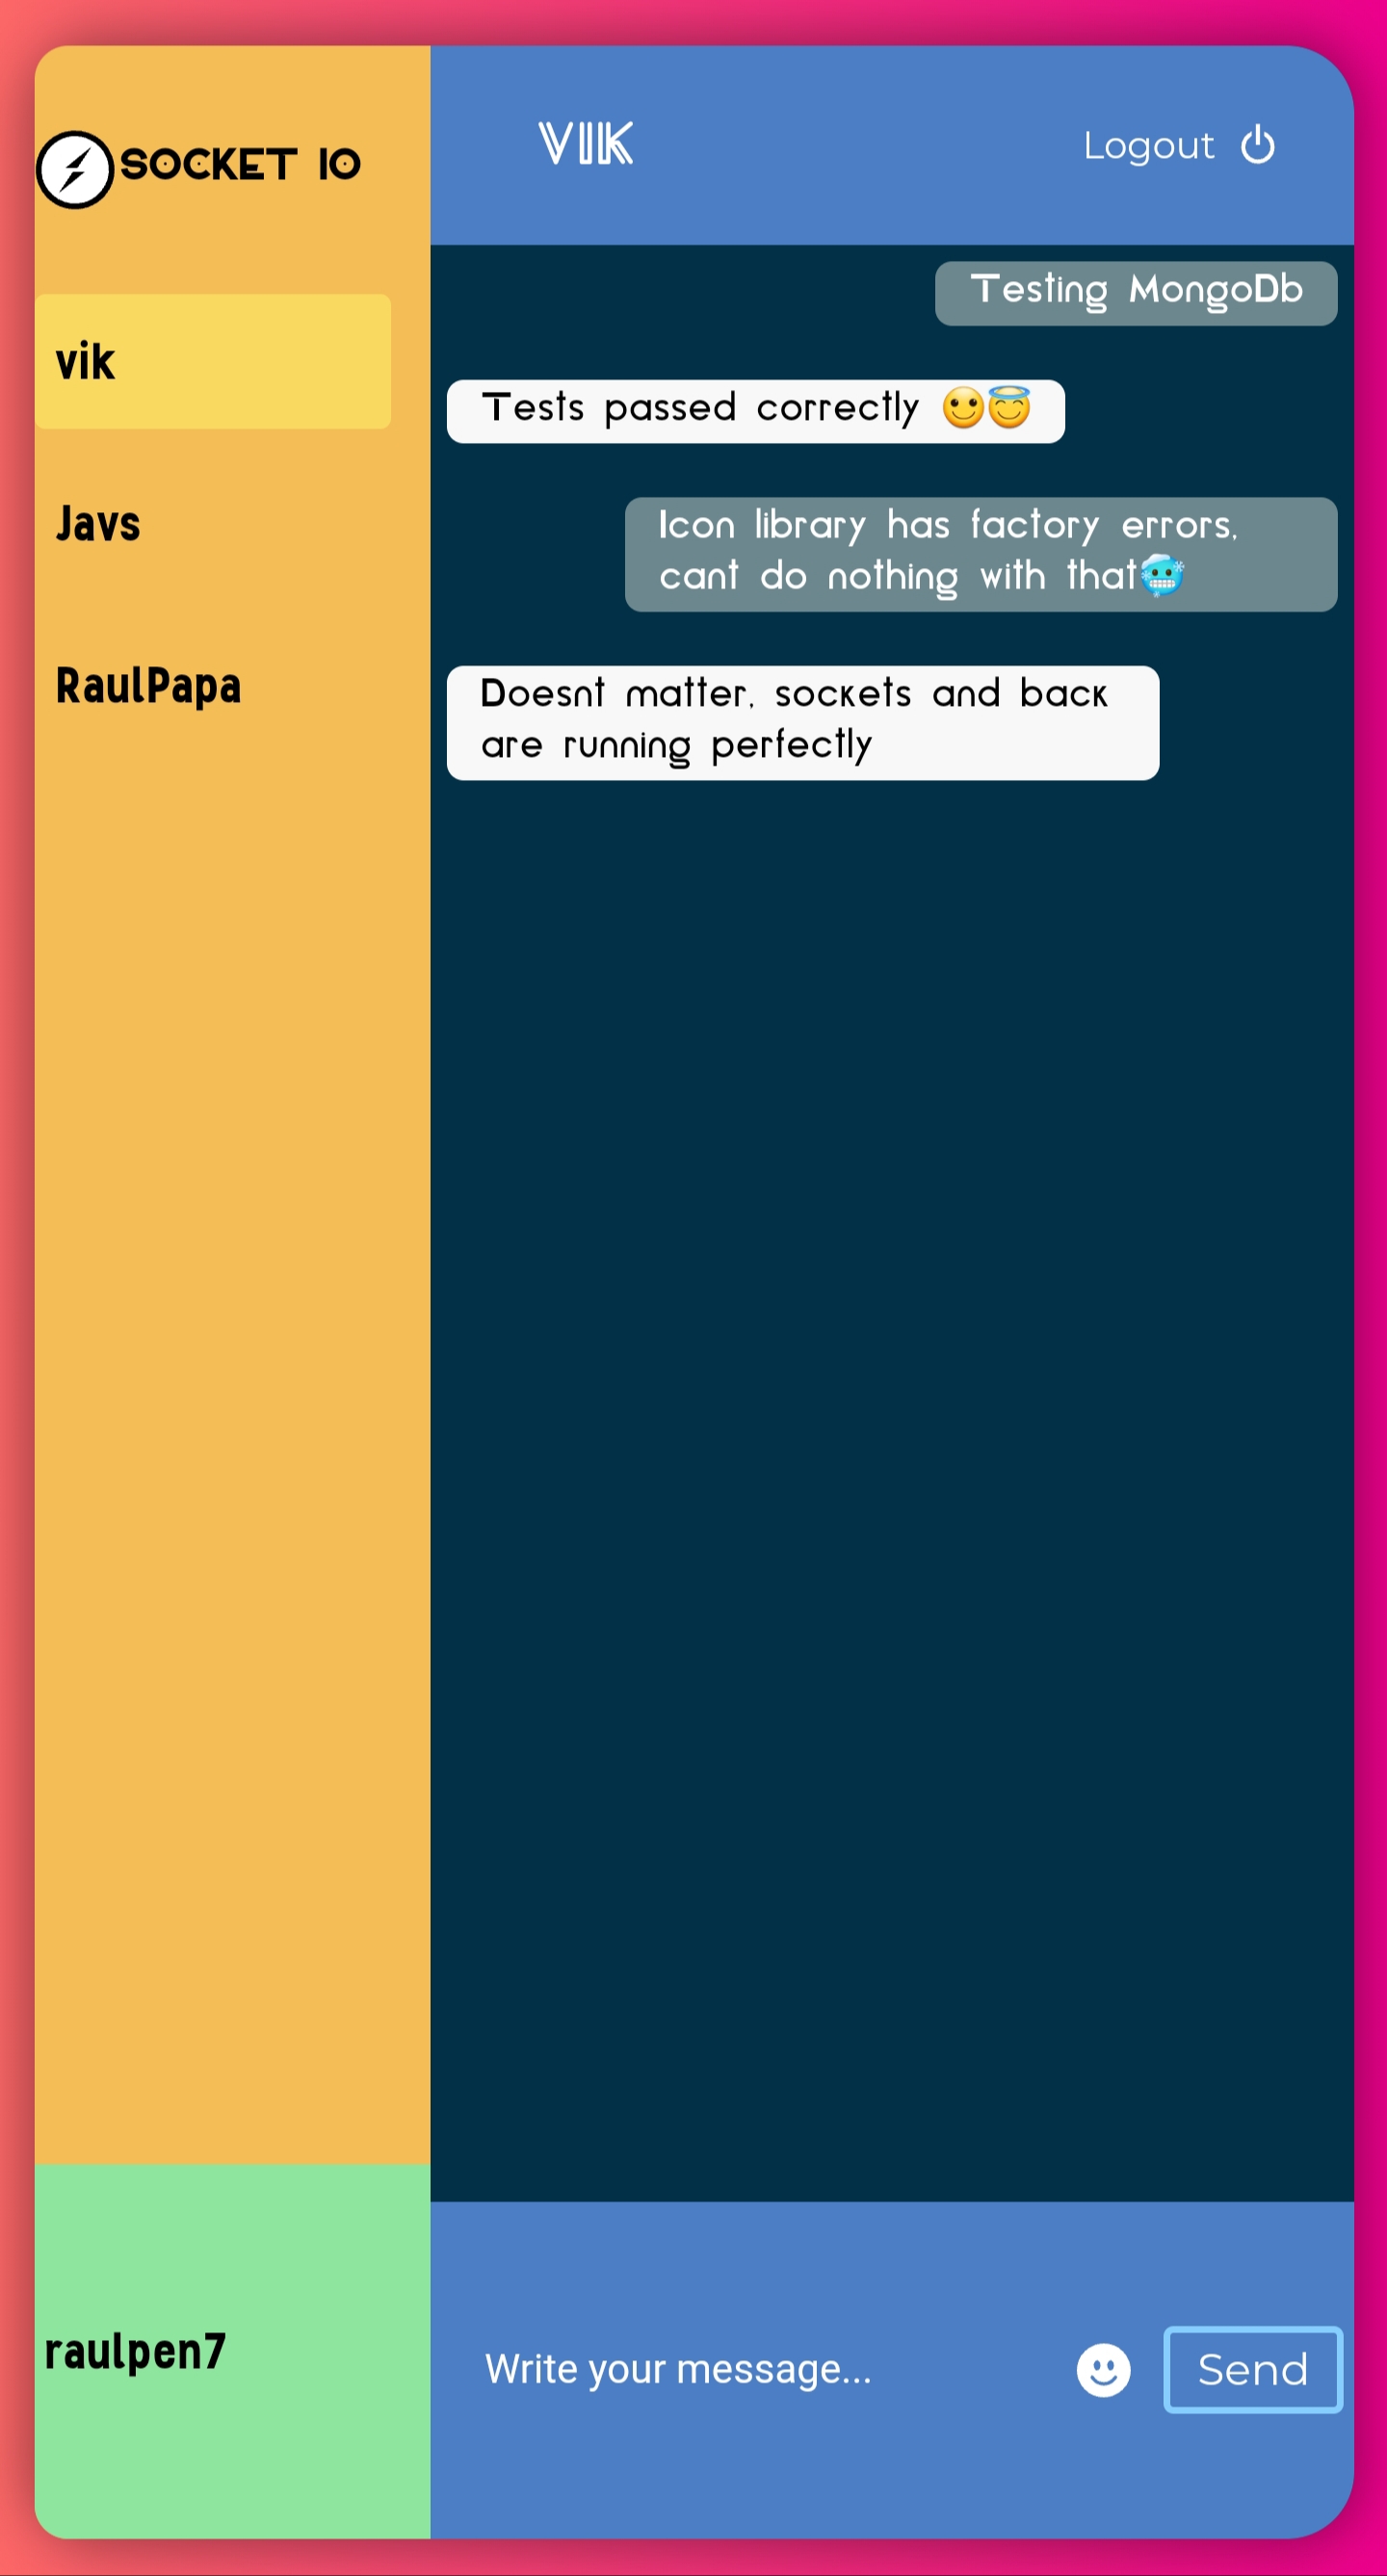 SOCKET IO
vik
Javs
RaulPapa
raulpen7
VIK
Logout
Testing MongoDb
Tests passed correctly 🙂😇
Icon library has factory errors,
cant do nothing with that🥶
Doesnt matter, sockets and back
are running perfectly
Write your message...
Send